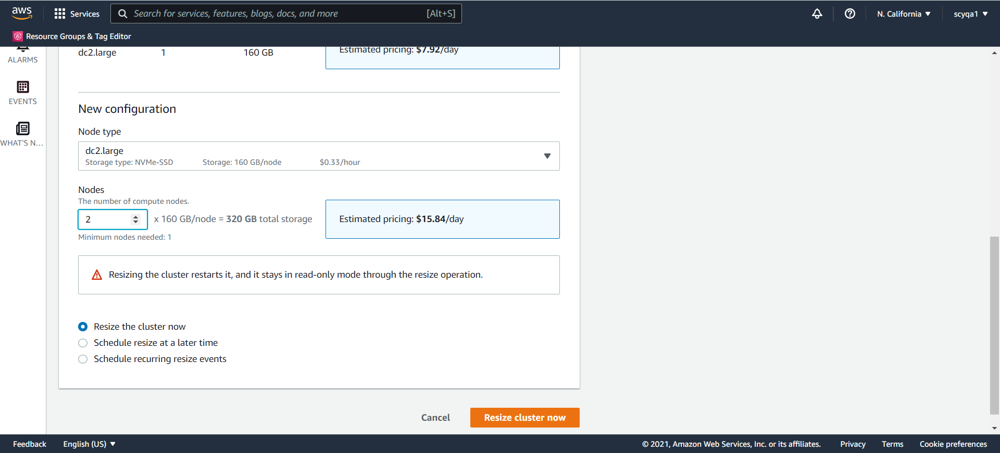 aws
Services
Search for services, features, blogs, docs, and more [Alt+S]
N. California ▼
scyqa1 ▼
Resource Groups & Tag Editor
ALARMS
EVENTS
WHAT'S N...
dc2.large 1 160 GB
Estimated pricing: $7.92/day
New configuration
Node type
dc2.large
Storage type: NVMe-SSD Storage: 160 GB/node $0.33/hour
Nodes
The number of compute nodes.
2 x 160 GB/node = 320 GB total storage
Estimated pricing: $15.84/day
Minimum nodes needed: 1
Resizing the cluster restarts it, and it stays in read-only mode through the resize operation.
Resize the cluster now
Schedule resize at a later time
Schedule recurring resize events
Cancel
Resize cluster now
Feedback English (US) ▼ © 2021, Amazon Web Services, Inc. or its affiliates. Privacy Terms Cookie preferences